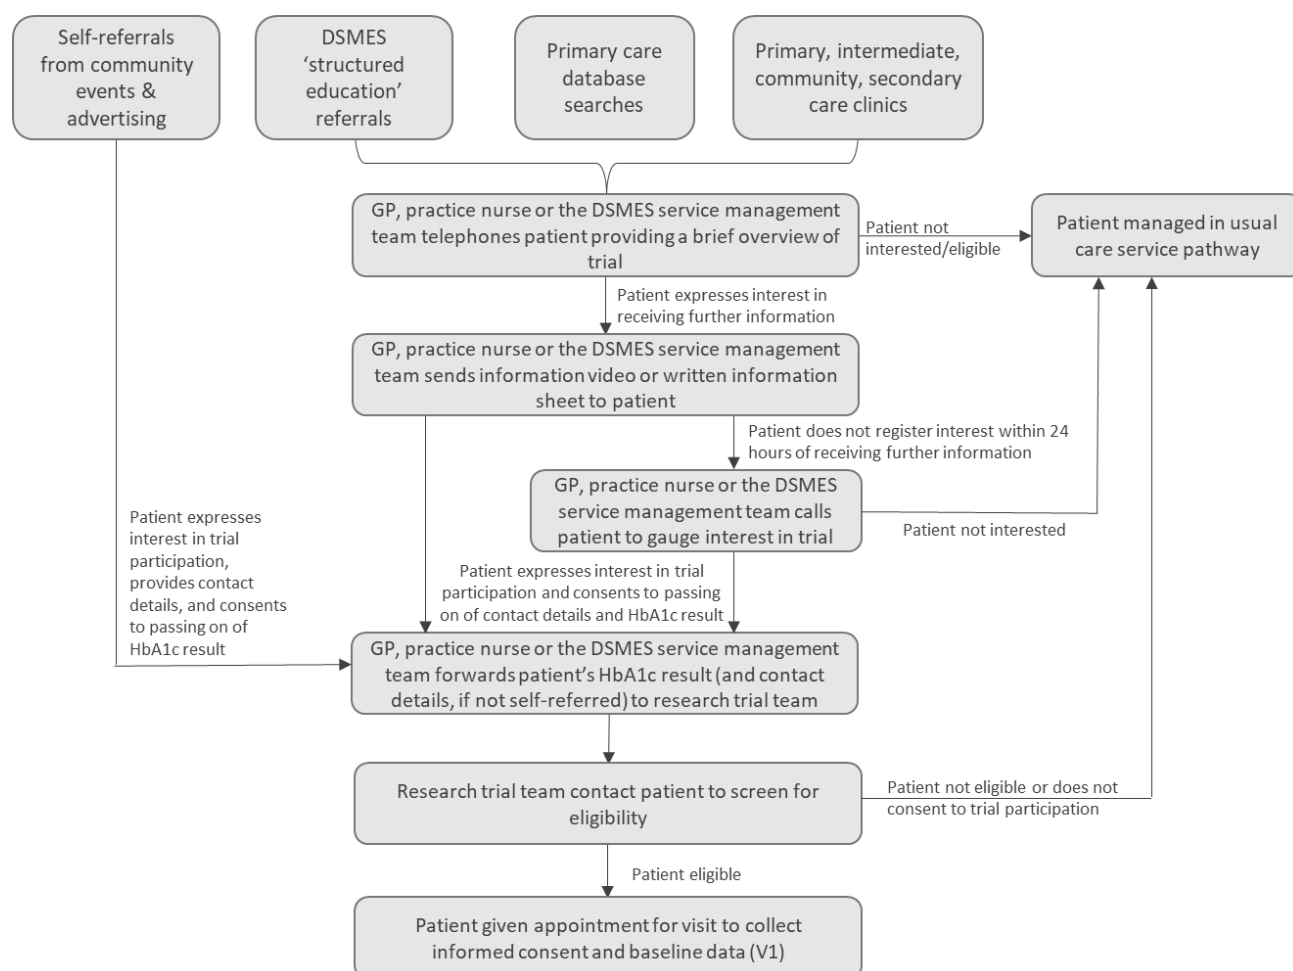 Self-referrals
from community
events &
advertising
DSMES
‘structured
education’
referrals
Primary care
database
searches
Primary, intermediate,
community, secondary
care clinics
GP, practice nurse or the DSMES service management
team telephones patient providing a brief overview of
trial
Patient not
interested/eligible
Patient managed in usual
care service pathway
Patient expresses interest in
receiving further information
GP, practice nurse or the DSMES service management
team sends information video or written information
sheet to patient
Patient does not register interest within 24
hours of receiving further information
GP, practice nurse or the DSMES
service management team calls
patient to gauge interest in trial
Patient not interested
Patient expresses
interest in trial
participation,
provides contact
details, and consents
to passing on of
HbA1c result
Patient expresses interest in trial
participation and consents to passing
on of contact details and HbA1c result
GP, practice nurse or the DSMES service management
team forwards patient’s HbA1c result (and contact
details, if not self-referred) to research trial team
Research trial team contact patient to screen for
eligibility
Patient not eligible or does not
consent to trial participation
Patient eligible
Patient given appointment for visit to collect
informed consent and baseline data (V1)